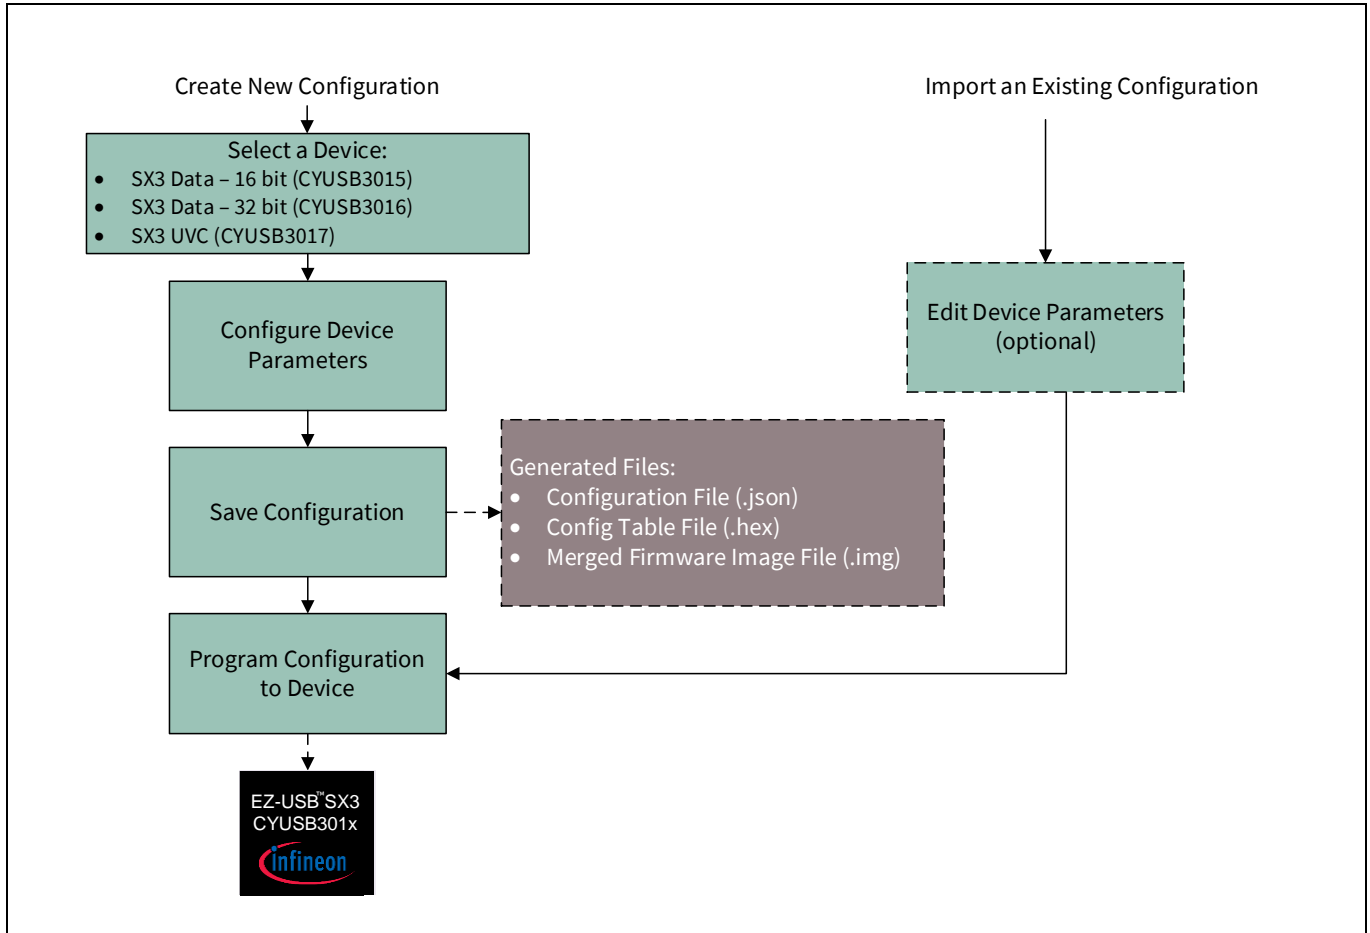 Create New Configuration
Import an Existing Configuration
Select a Device:
• SX3 Data – 16 bit (CYUSB3015)
• SX3 Data – 32 bit (CYUSB3016)
• SX3 UVC (CYUSB3017)
Configure Device
Parameters
Edit Device Parameters
(optional)
Save Configuration
Generated Files:
• Configuration File (.json)
• Config Table File (.hex)
• Merged Firmware Image File (.img)
Program Configuration
to Device
EZ-USB™ SX3
CYUSB301x
infineon